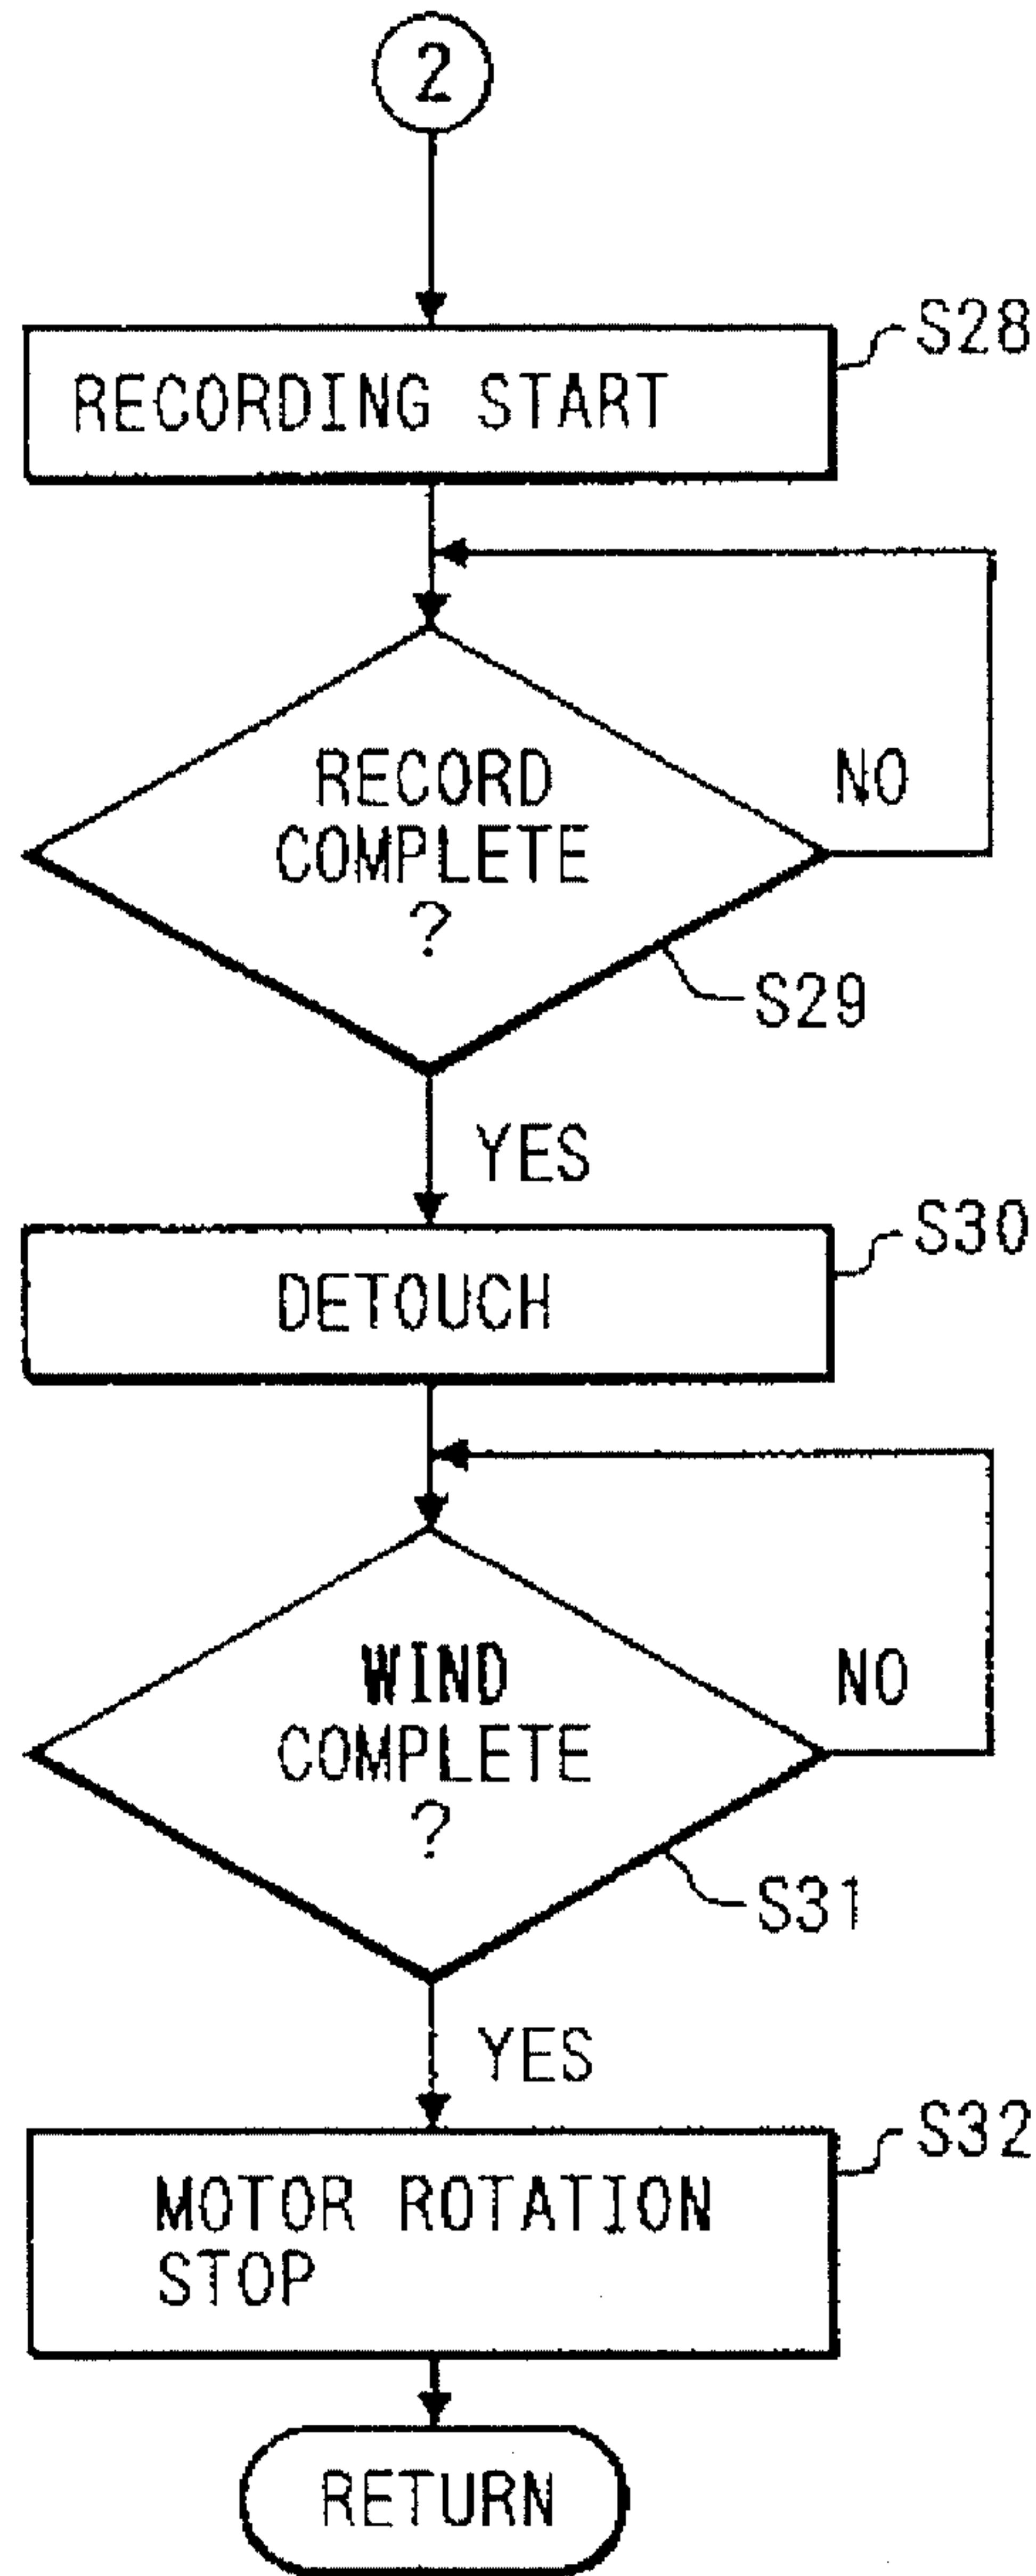 2
S28
RECORDING START
RECORD
COMPLETE
?
NO
S29
YES
S30
DETOUCH
WIND
COMPLETE
?
NO
S31
YES
S32
MOTOR ROTATION
STOP
RETURN